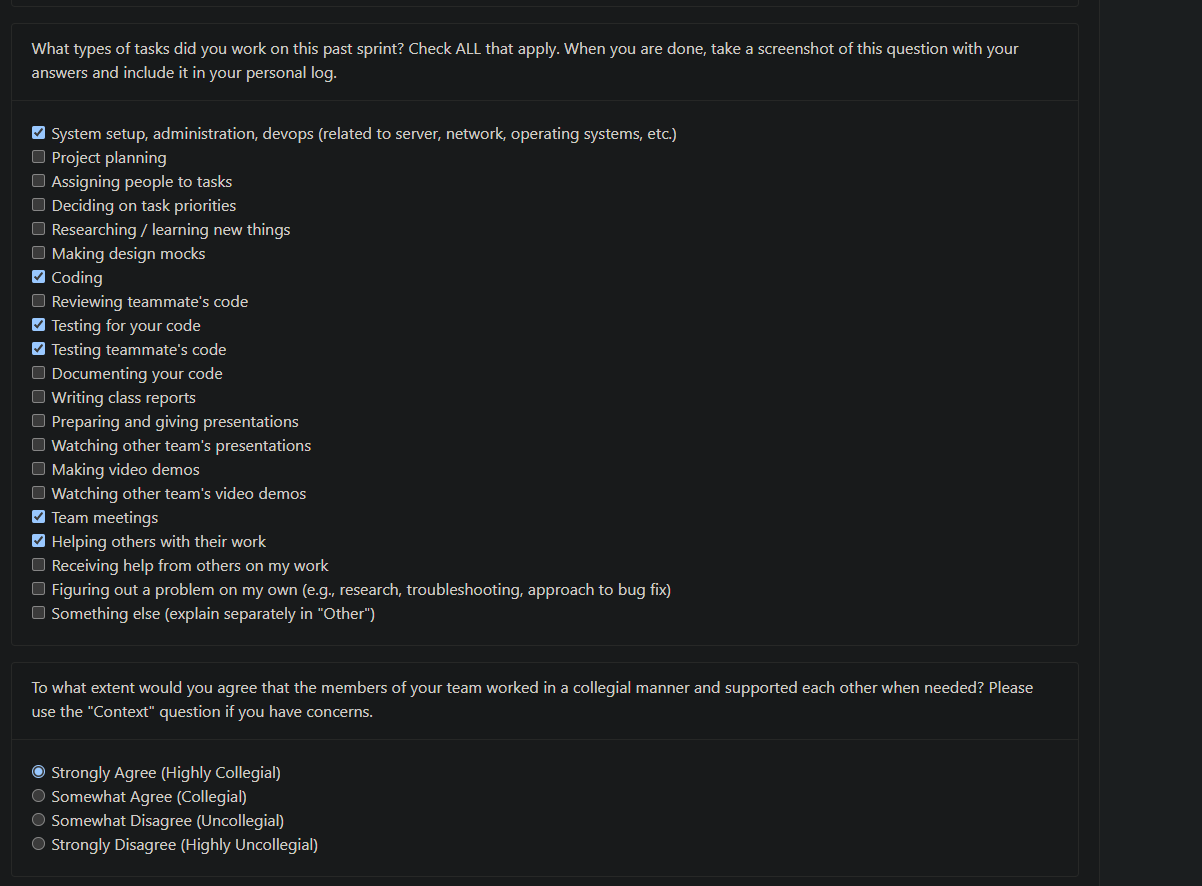 What types of tasks did you work on this past sprint? Check ALL that apply. When you are done, take a screenshot of this question with your
answers and include it in your personal log.
System setup, administration, devops (related to server, network, operating systems, etc.)
Project planning
Assigning people to tasks
Deciding on task priorities
Researching / learning new things
Making design mocks
Coding
Reviewing teammate's code
Testing for your code
Testing teammate's code
Documenting your code
Writing class reports
Preparing and giving presentations
Watching other team's presentations
Making video demos
Watching other team's video demos
Team meetings
Helping others with their work
Receiving help from others on my work
Figuring out a problem on my own (e.g., research, troubleshooting, approach to bug fix)
Something else (explain separately in "Other")
To what extent would you agree that the members of your team worked in a collegial manner and supported each other when needed? Please
use the "Context" question if you have concerns.
Strongly Agree (Highly Collegial)
Somewhat Agree (Collegial)
Somewhat Disagree (Uncollegial)
Strongly Disagree (Highly Uncollegial)